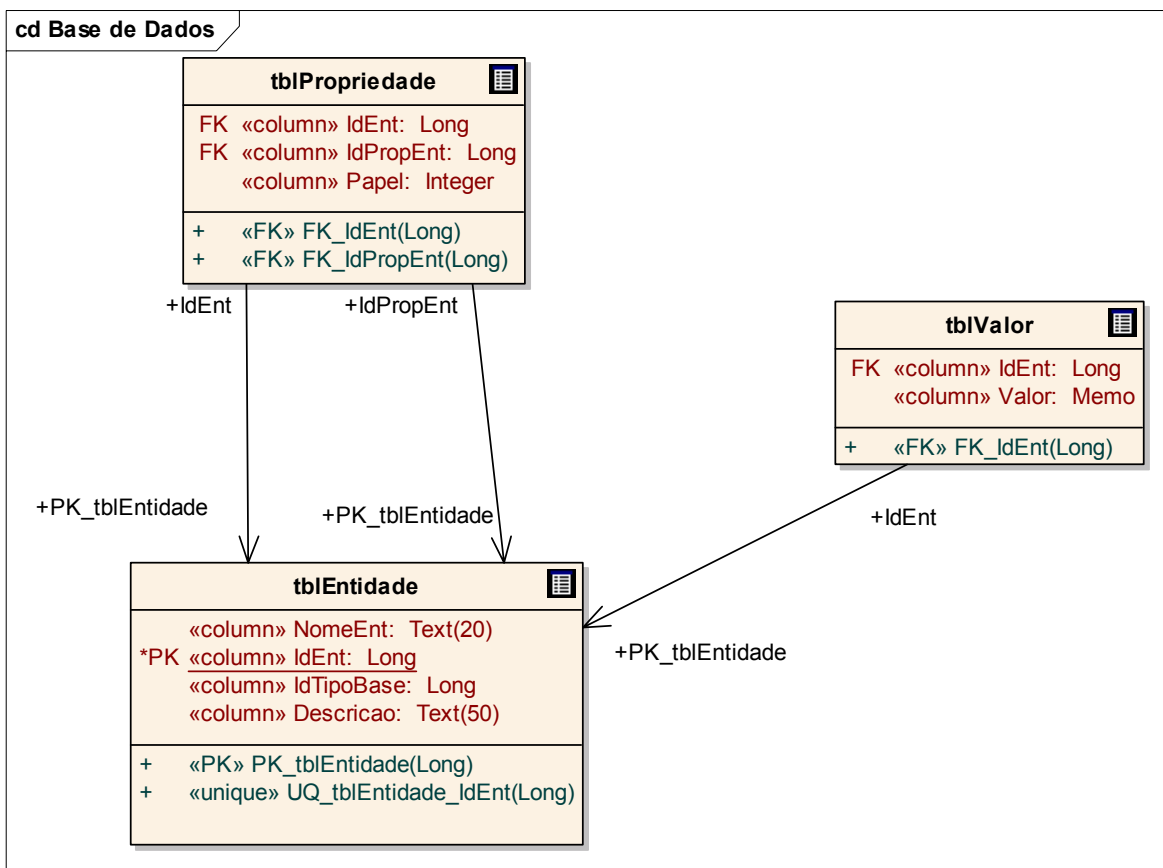 cd Base de Dados
tblPropriedade
FK «column» IdEnt: Long
FK «column» IdPropEnt: Long
«column» Papel: Integer
+ «FK» FK_IdEnt(Long)
+ «FK» FK_IdPropEnt(Long)
+IdEnt
+IdPropEnt
tblValor
FK «column» IdEnt: Long
«column» Valor: Memo
+ «FK» FK_IdEnt(Long)
+PK_tblEntidade
+PK_tblEntidade
+IdEnt
+PK_tblEntidade
tblEntidade
«column» NomeEnt: Text(20)
*PK «column» IdEnt: Long
«column» IdTipoBase: Long
«column» Descricao: Text(50)
+ «PK» PK_tblEntidade(Long)
+ «unique» UQ_tblEntidade_IdEnt(Long)